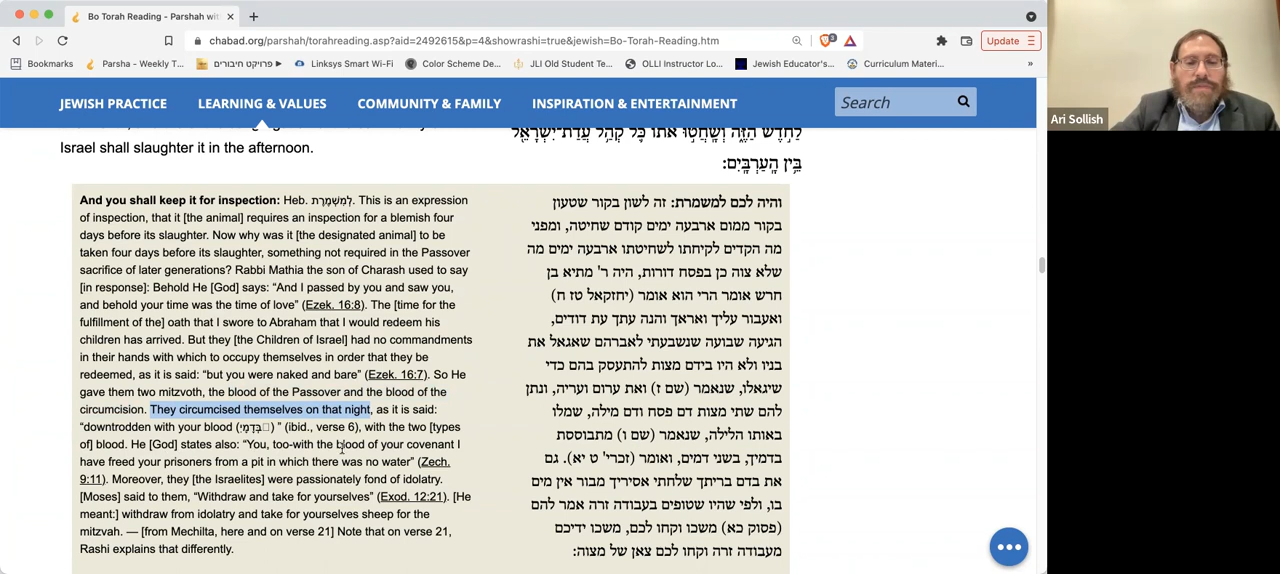 Bo Torah Reading - Parshah wit
chabad.org/parshah/torahreading.asp?aid=2492615&p=4&showrashi=true&jewish=Bo-Torah-Reading.htm
3
Update
Bookmarks
Parsha - Weekly T...
פרוייקט חיבורים
Linksys Smart Wi-Fi
Color Scheme De...
JLI Old Student Te...
OLLI Instructor Lo...
Jewish Educator's...
Curriculum Materi...
»
JEWISH PRACTICE
LEARNING & VALUES
COMMUNITY & FAMILY
INSPIRATION & ENTERTAINMENT
Search
Ari Sollish
Israel shall slaughter it in the afternoon.
לַחֹ֣דֶשׁ הַזֶּ֑ה וְשָֽׁחֲט֣וּ אֹת֗וֹ כֹּ֛ל קְהַ֥ל עֲדַת־יִשְׂרָאֵ֖ל
בֵּ֥ין הָֽעַרְבָּֽיִם:
And you shall keep it for inspection: Heb. לְמִשְׁמֶרֶת. This is an expression
of inspection, that it [the animal] requires an inspection for a blemish four
days before its slaughter. Now why was it [the designated animal] to be
taken four days before its slaughter, something not required in the Passover
sacrifice of later generations? Rabbi Mathia the son of Charash used to say
[in response]: Behold He [God] says: “And I passed by you and saw you,
and behold your time was the time of love” (Ezek. 16:8). The [time for the
fulfillment of the] oath that I swore to Abraham that I would redeem his
children has arrived. But they [the Children of Israel] had no commandments
in their hands with which to occupy themselves in order that they be
redeemed, as it is said: “but you were naked and bare” (Ezek. 16:7). So He
gave them two mitzvoth, the blood of the Passover and the blood of the
circumcision. They circumcised themselves on that night, as it is said:
“downtrodden with your blood (בְּדָמָיִ) ” (ibid., verse 6), with the two [types
of] blood. He [God] states also: “You, too-with the blood of your covenant I
have freed your prisoners from a pit in which there was no water” (Zech.
9:11). Moreover, they [the Israelites] were passionately fond of idolatry.
[Moses] said to them, “Withdraw and take for yourselves” (Exod. 12:21). [He
meant:] withdraw from idolatry and take for yourselves sheep for the
mitzvah. — [from Mechilta, here and on verse 21] Note that on verse 21,
Rashi explains that differently.
והיה לכם למשמרת: זה לשון בקור שטעון
בקור ממום ארבעה ימים קודם שחיטה, ומפני
מה הקדים לקיחתו לשחיטתו ארבעה ימים מה
שלא צוה כן בפסח דורות, היה ר' מתיא בן
חרש אומר הרי הוא אומר (יחזקאל טז ח)
ואעבור עליך ואראך והנה עתך עת דודים,
הגיעה שבועה שנשבעתי לאברהם שאגאל את
בניו ולא היו בידם מצות להתעסק בהם כדי
שיגאלו, שנאמר (שם ז) ואת ערום ועריה, ונתן
להם שתי מצות דם פסח ודם מילה, שמלו
באותו הלילה, שנאמר (שם ו) מתבוססת
בדמיך, בשני דמים, ואומר (זכרי' ט יא). גם
את בדם בריתך שלחתי אסיריך מבור אין מים
בו, ולפי שהיו שטופים בעבודה זרה אמר להם
(פסוק כא) משכו וקחו לכם, משכו ידיכם
מעבודה זרה וקחו לכם צאן של מצוה: